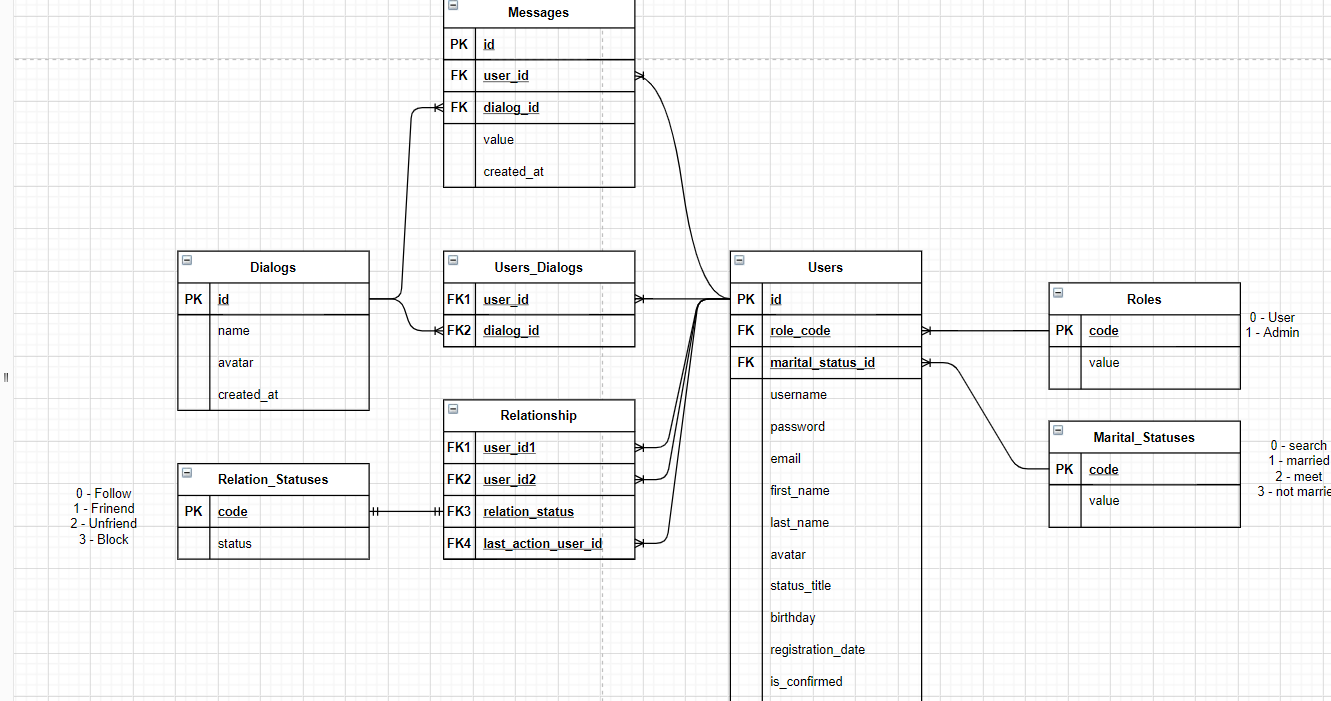 Messages
PK id
FK user_id
FK dialog_id
value
created_at
Dialogs
PK id
name
avatar
created_at
Users_Dialogs
FK1 user_id
FK2 dialog_id
Relationship
FK1 user_id1
FK2 user_id2
FK3 relation_status
FK4 last_action_user_id
Relation_Statuses
PK code
status
0 - Follow
1 - Frinend
2 - Unfriend
3 - Block
Users
PK id
FK role_code
FK marital_status_id
username
password
email
first_name
last_name
avatar
status_title
birthday
registration_date
is_confirmed
Roles
PK code
value
0 - User
1 - Admin
Marital_Statuses
PK code
value
0 - search
1 - married
2 - meet
3 - not marrie